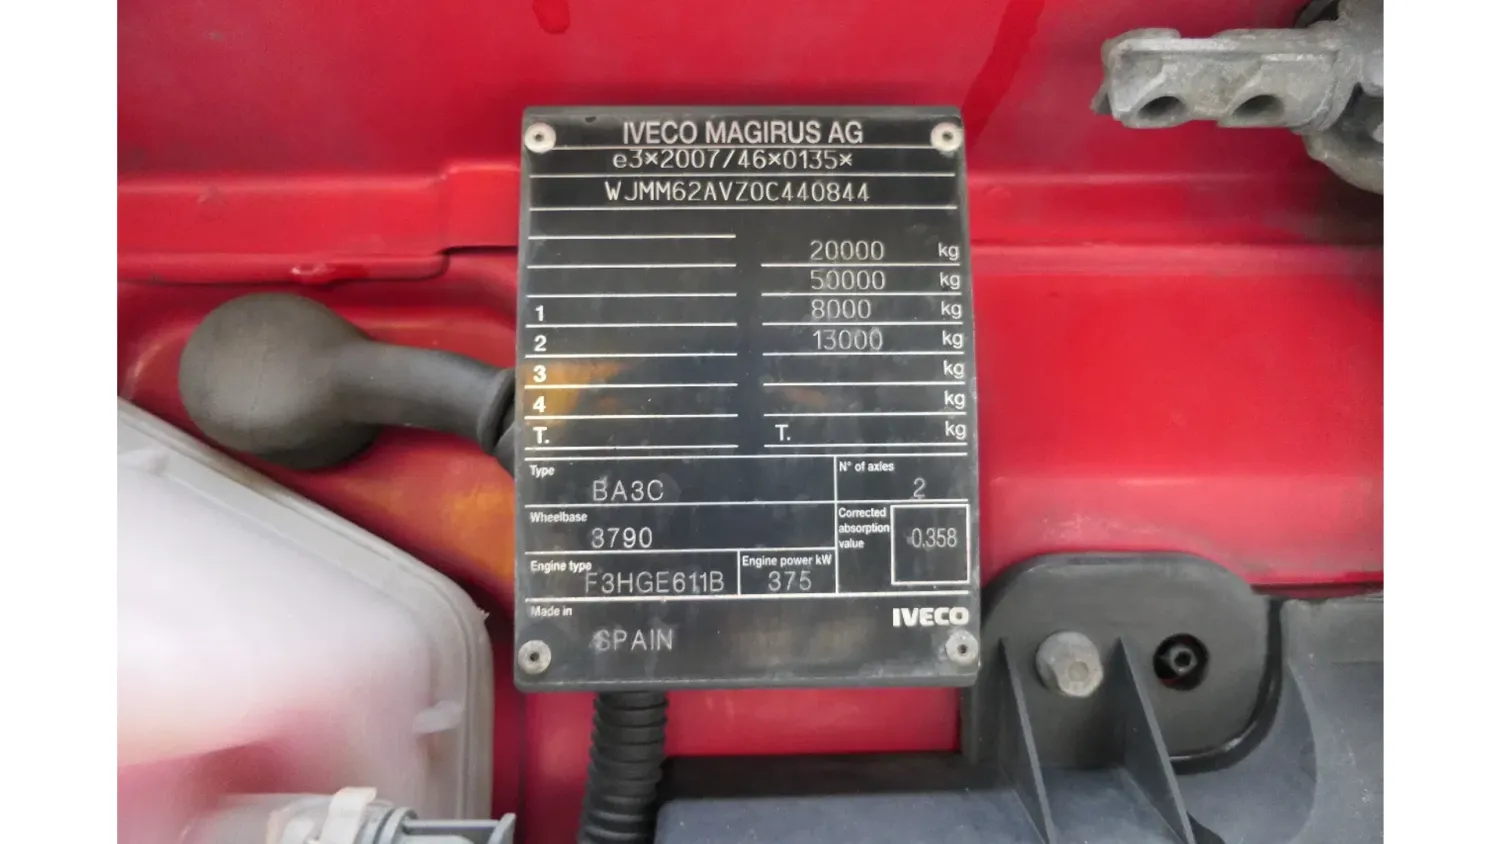 IVECO MAGIRUS AG
e3*2007/46*0135*
WJMM62AVZ0C440844
20000 kg
50000 kg
1 8000 kg
2 13000 kg
3 kg
4 kg
T. T. kg
Type BA3C
N° of axles 2
Wheelbase 3790
Corrected absorption value 0.358
Engine type F3HGE611B
Engine power kW 375
Made in SPAIN
IVECO